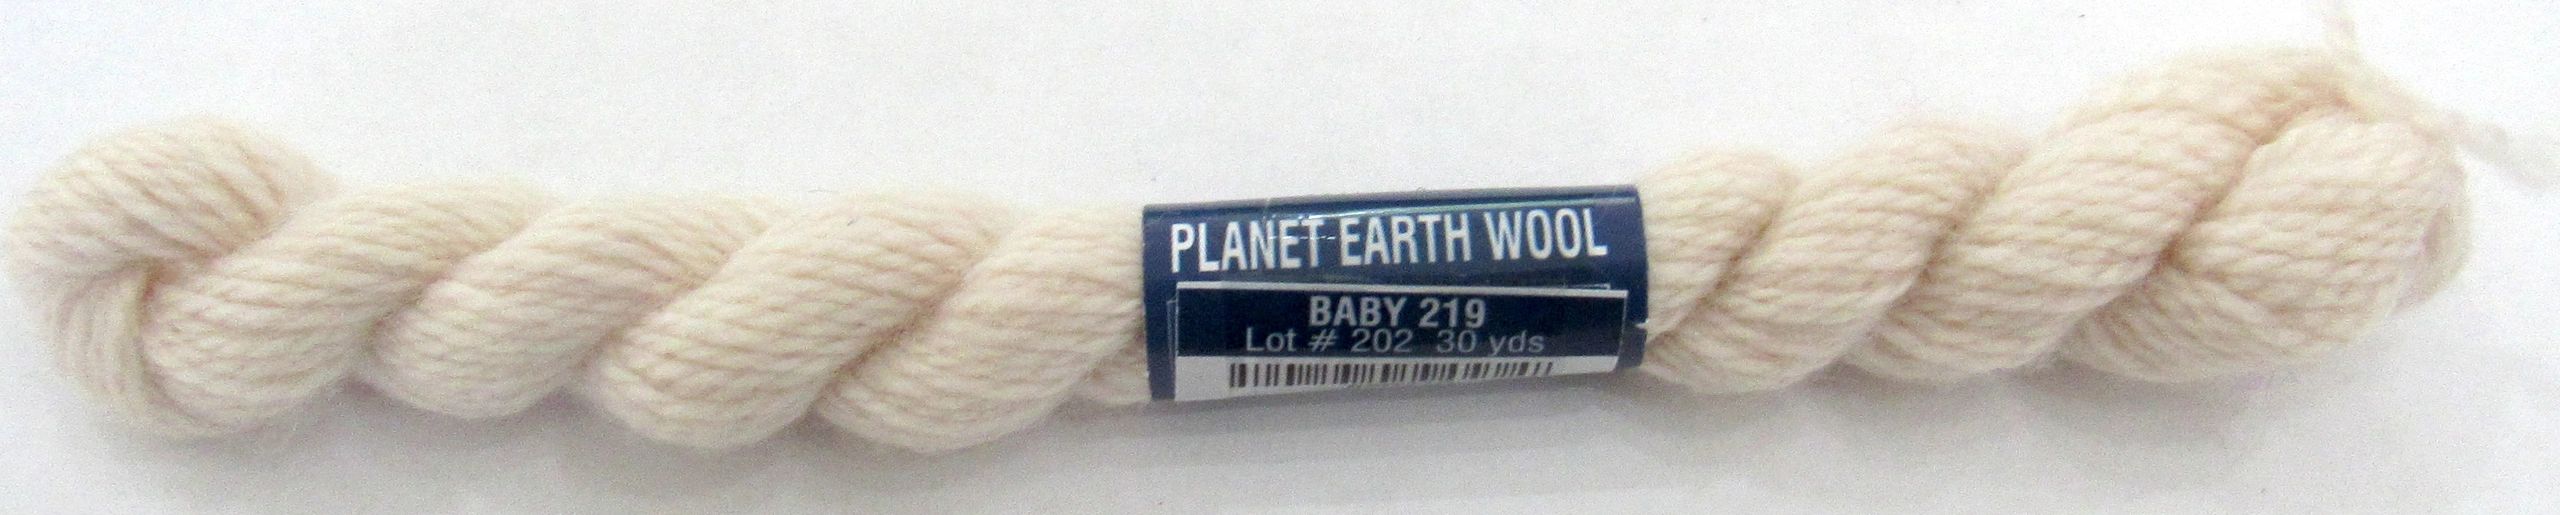 PLANET EARTH WOOL
BABY 219
Lot # 202 30 yds